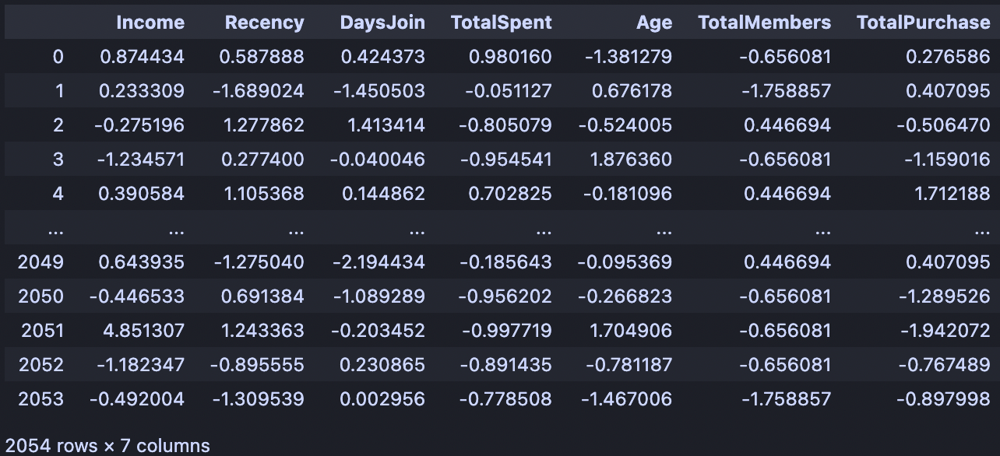 Income Recency DaysJoin TotalSpent Age TotalMembers TotalPurchase
0 0.874434 0.587888 0.424373 0.980160 -1.381279 -0.656081 0.276586
1 0.233309 -1.689024 -1.450503 -0.051127 0.676178 -1.758857 0.407095
2 -0.275196 1.277862 1.413414 -0.805079 -0.524005 0.446694 -0.506470
3 -1.234571 0.277400 -0.040046 -0.954541 1.876360 -0.656081 -1.159016
4 0.390584 1.105368 0.144862 0.702825 -0.181096 0.446694 1.712188
... ... ... ... ... ... ... ...
2049 0.643935 -1.275040 -2.194434 -0.185643 -0.095369 0.446694 0.407095
2050 -0.446533 0.691384 -1.089289 -0.956202 -0.266823 -0.656081 -1.289526
2051 4.851307 1.243363 -0.203452 -0.997719 1.704906 -0.656081 -1.942072
2052 -1.182347 -0.895555 0.230865 -0.891435 -0.781187 -0.656081 -0.767489
2053 -0.492004 -1.309539 0.002956 -0.778508 -1.467006 -1.758857 -0.897998
2054 rows × 7 columns